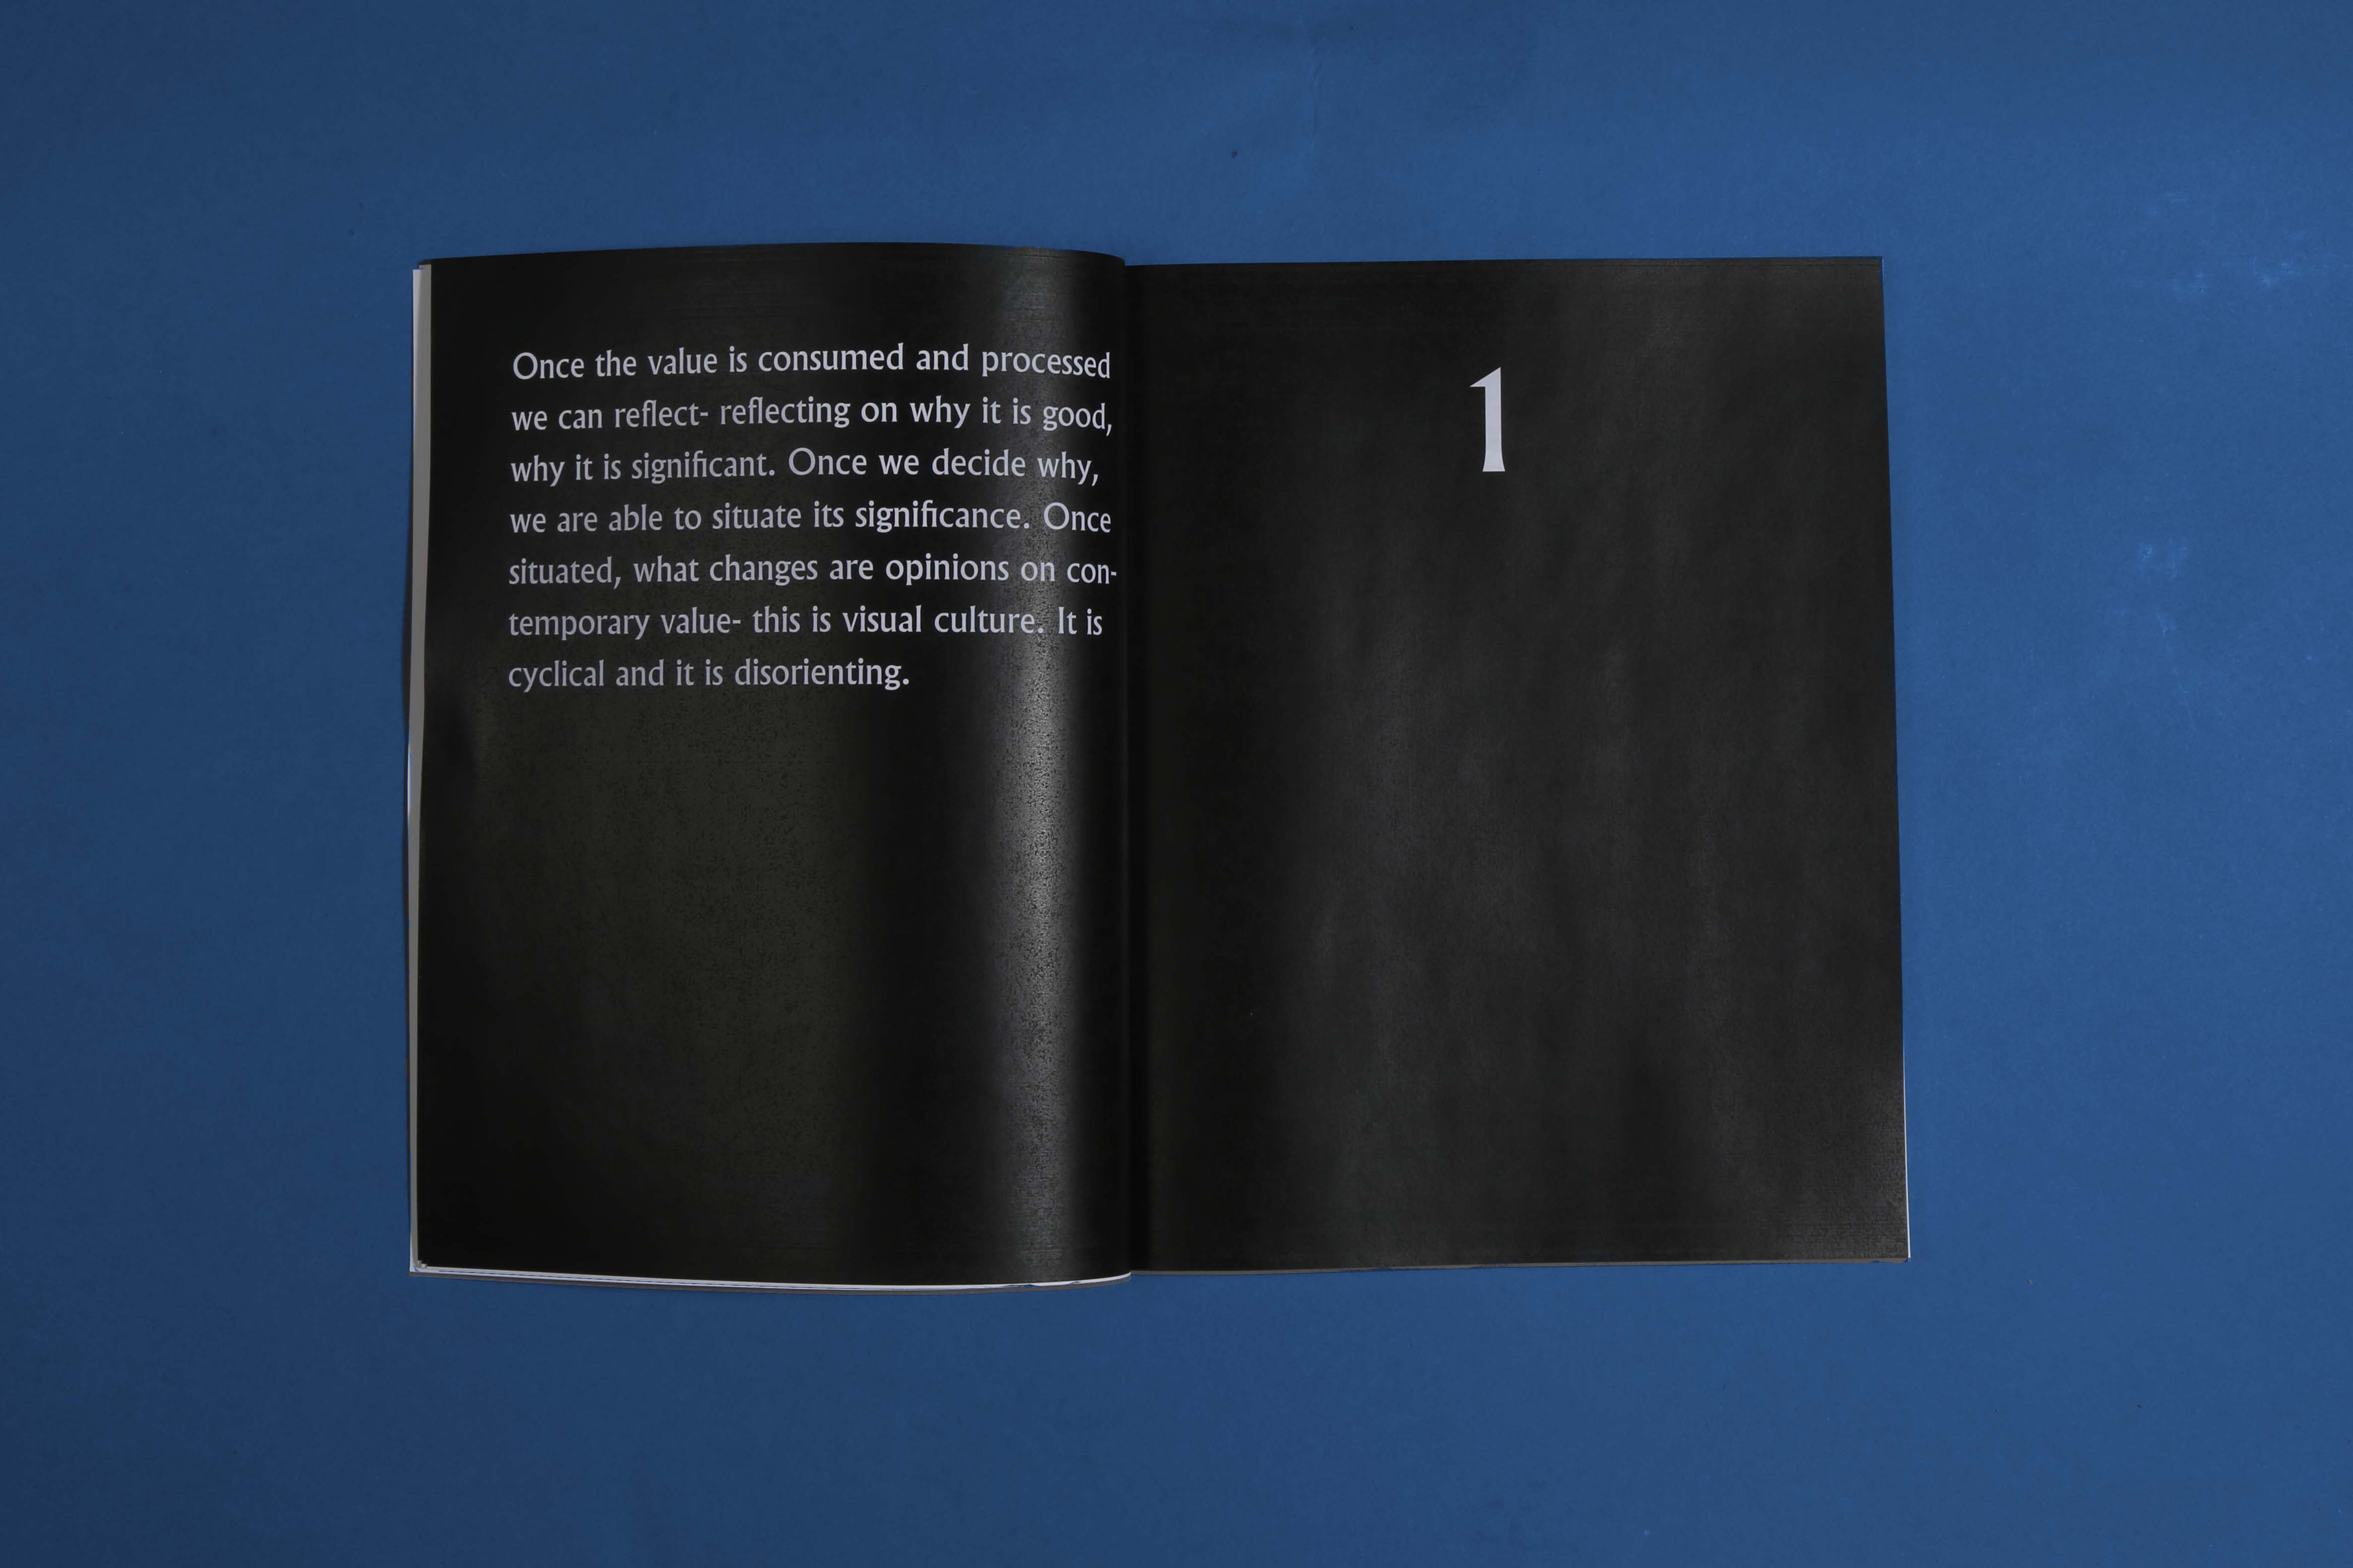 Once the value is consumed and processed
we can reflect- reflecting on why it is good,
why it is significant. Once we decide why,
we are able to situate its significance. Once
situated, what changes are opinions on con-
temporary value- this is visual culture. It is
cyclical and it is disorienting.
1